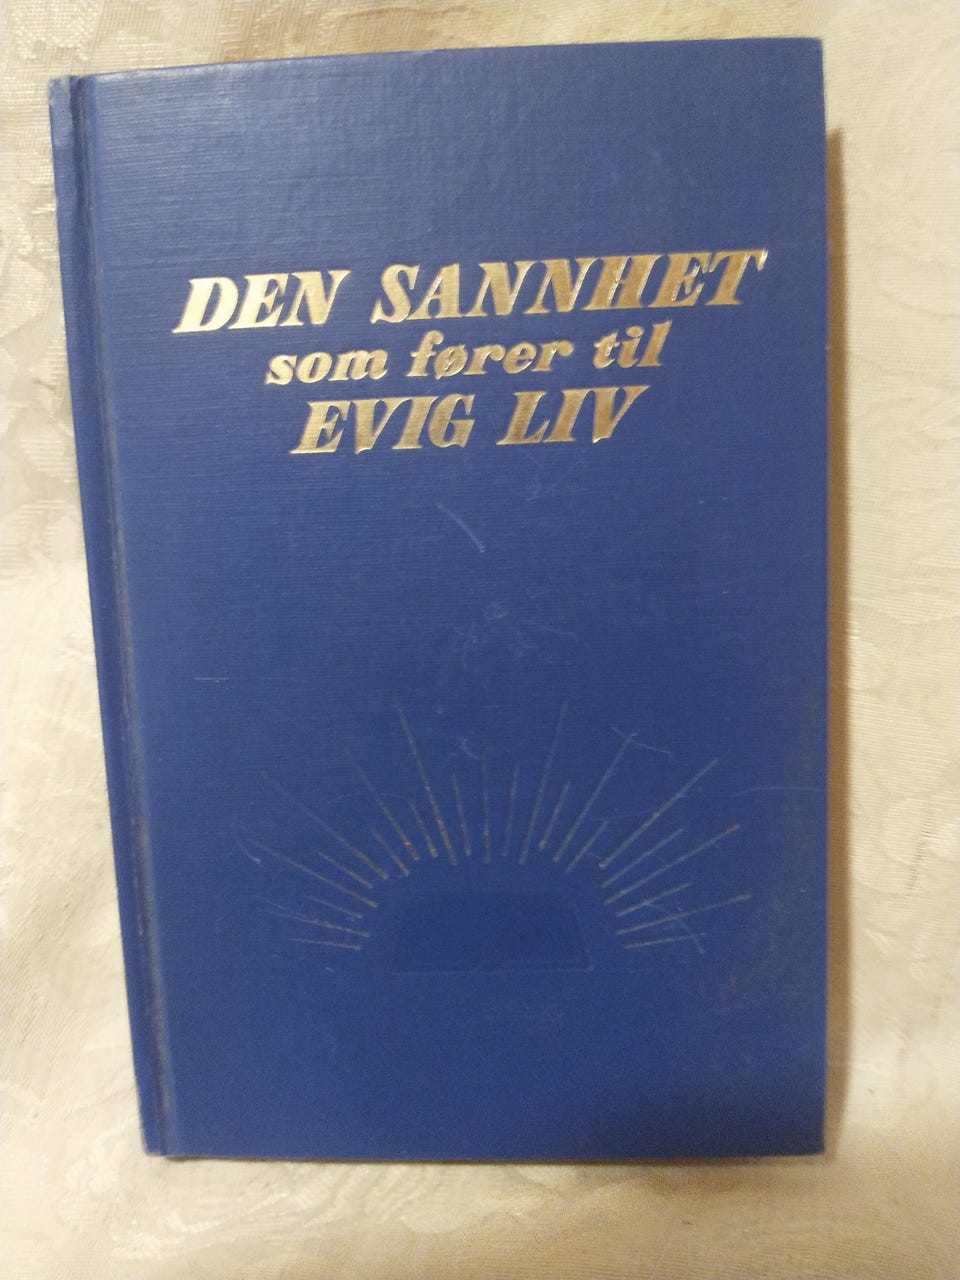 DEN SANNHET
som fører til
EVIG LIV